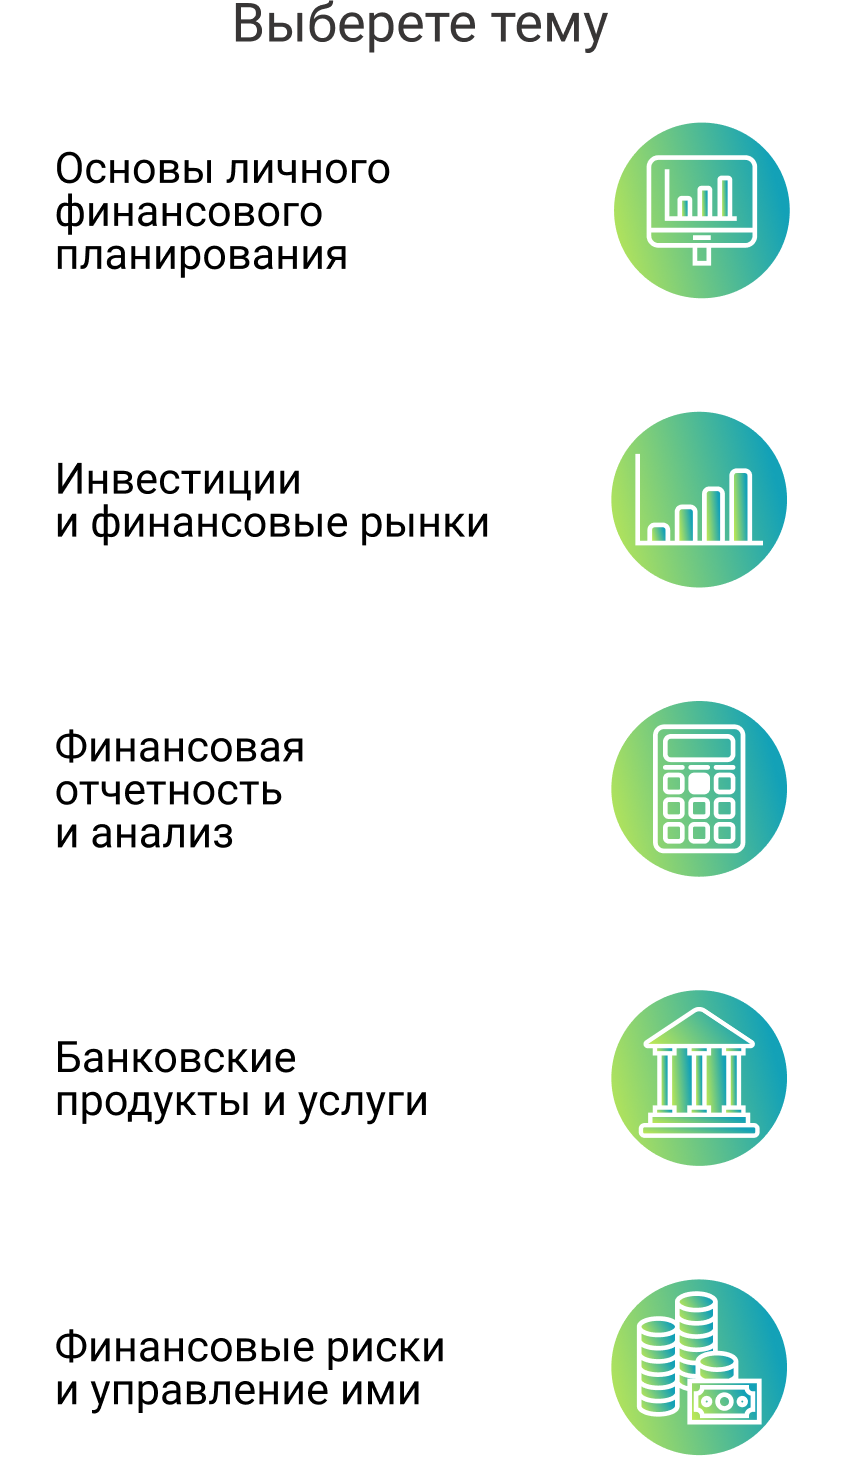 Выберете тему
Основы личного
финансового
планирования
Инвестиции
и финансовые рынки
Финансовая
отчетность
и анализ
Банковские
продукты и услуги
Финансовые риски
и управление ими